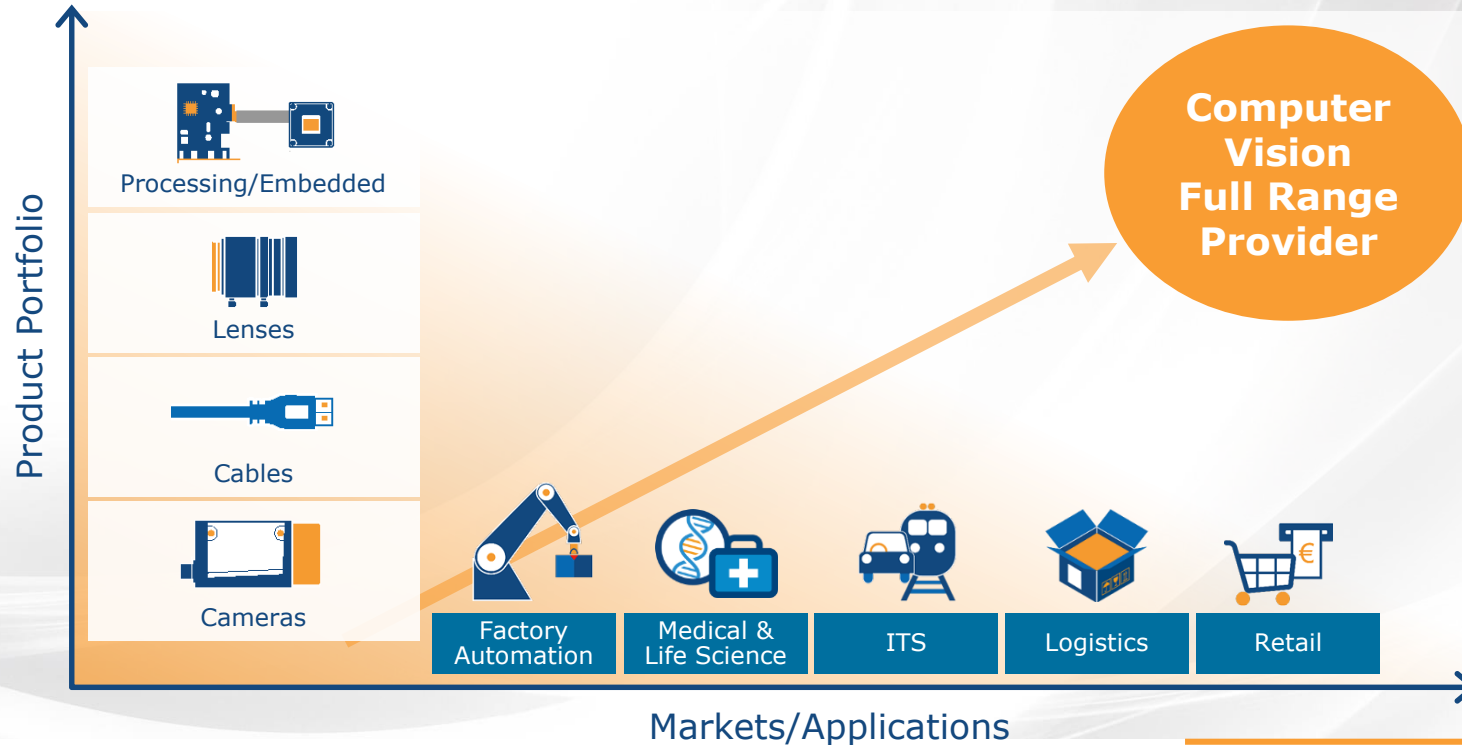 Product Portfolio
Processing/Embedded
Lenses
Cables
Cameras
Computer
Vision
Full Range
Provider
€
Factory
Automation
Medical &
Life Science
ITS
Logistics
Retail
Markets/Applications